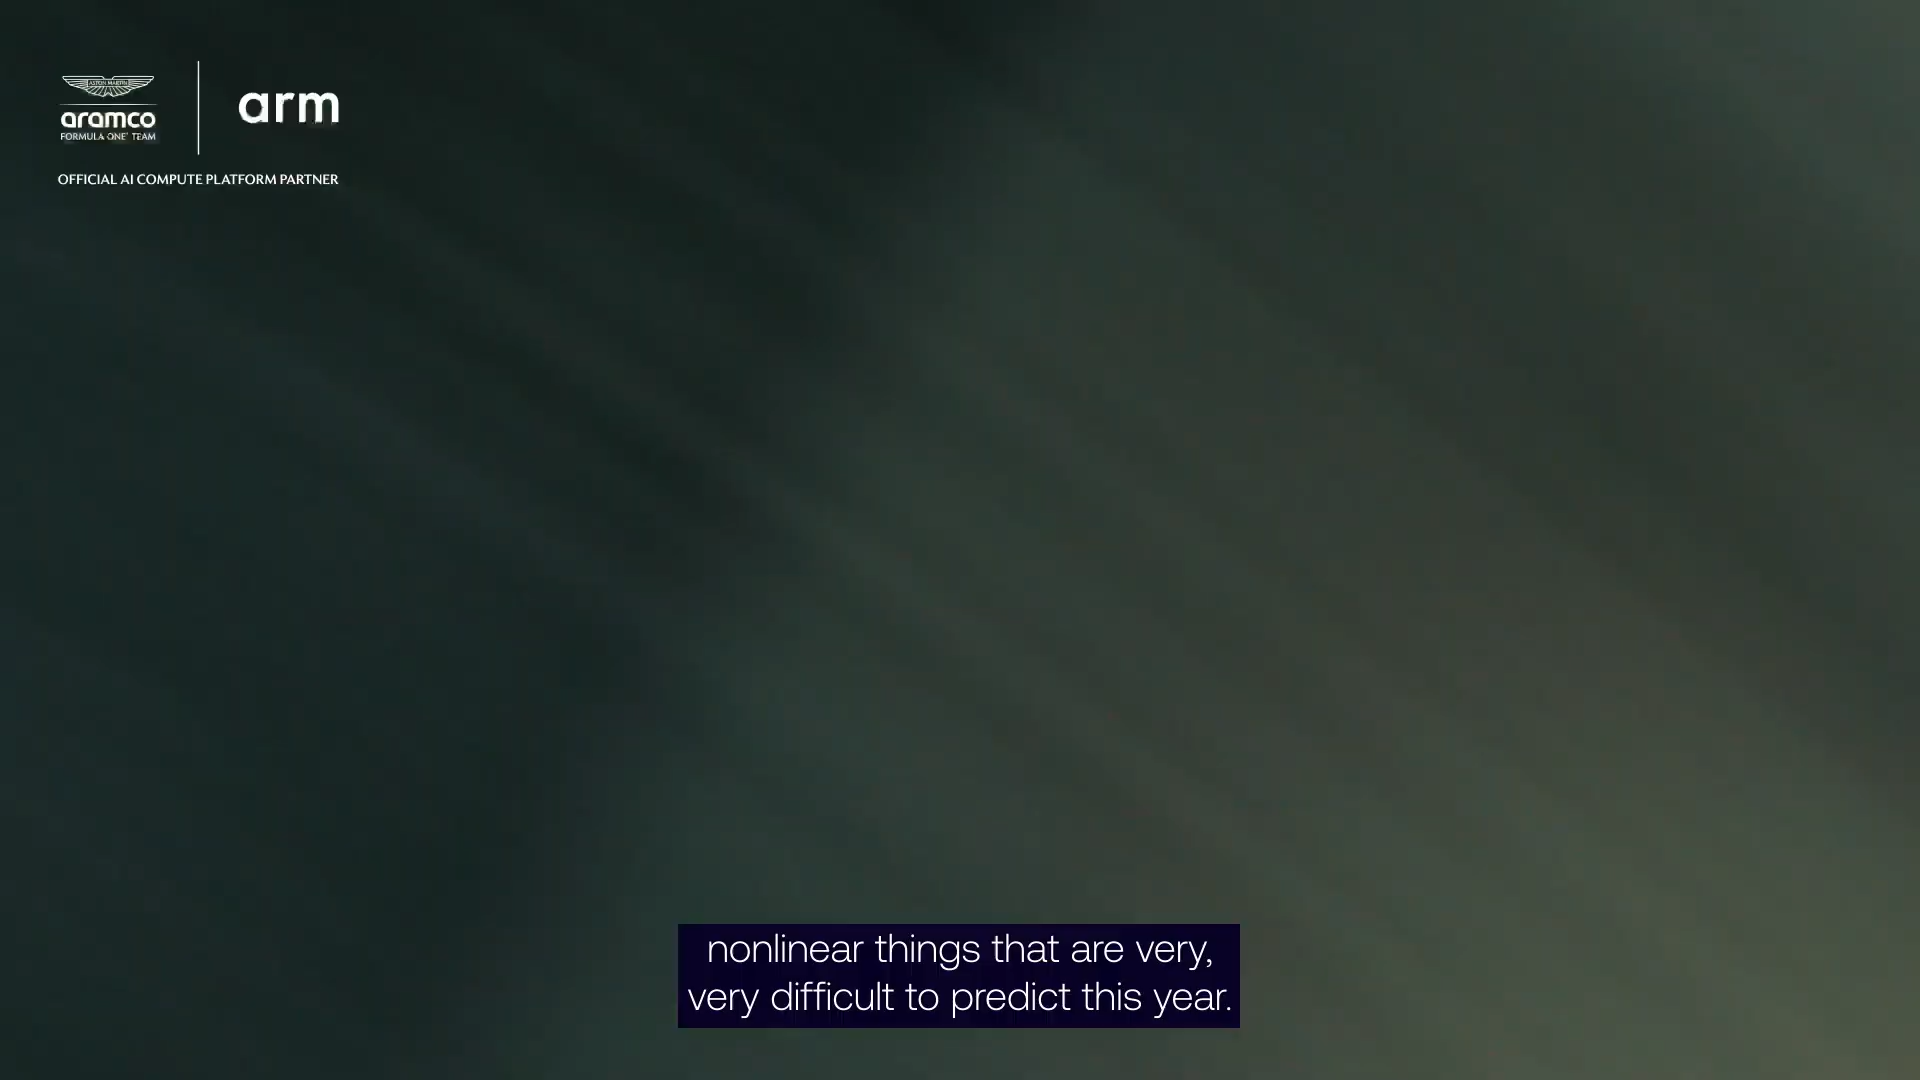 ASTON MARTIN
aramco
FORMULA ONE™ TEAM
arm
OFFICIAL AI COMPUTE PLATFORM PARTNER
nonlinear things that are very,
very difficult to predict this year.